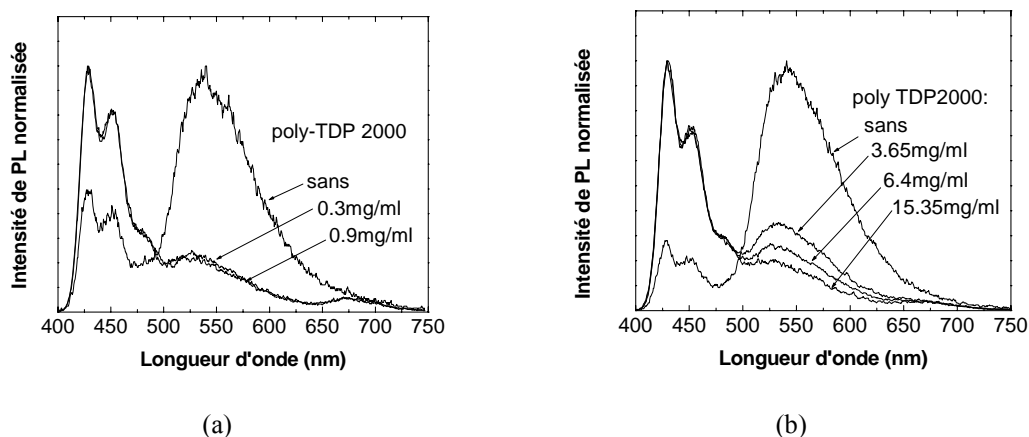 Intensité de PL normalisée
poly-TDP 2000
sans
0.3mg/ml
0.9mg/ml
400 450 500 550 600 650 700 750
Longueur d'onde (nm)
(a)
Intensité de PL normalisée
poly TDP2000:
sans
3.65mg/ml
6.4mg/ml
15.35mg/ml
400 450 500 550 600 650 700 750
Longueur d'onde (nm)
(b)